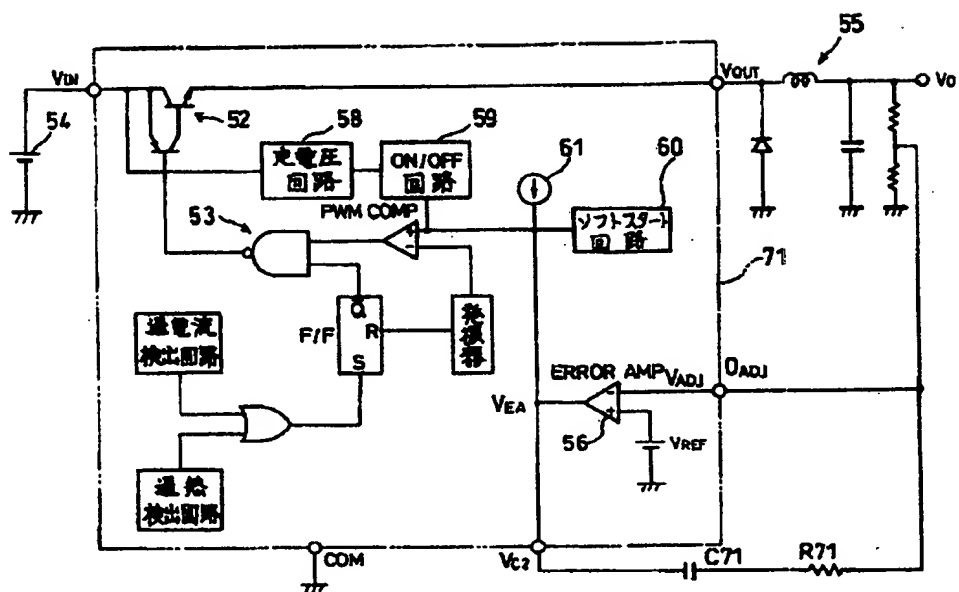 55
VIN
VOUT
VO
54
52
58
59
定電圧
回路
ON/OFF
回路
61
60
ソフトスタート
回路
PWM COMP
+
-
53
71
過電流
検出回路
F/F
Q
R
S
発振器
ERROR AMP
VADJ
OADJ
VEA
-
+
56
VREF
過熱
検出回路
COM
VC2
C71
R71